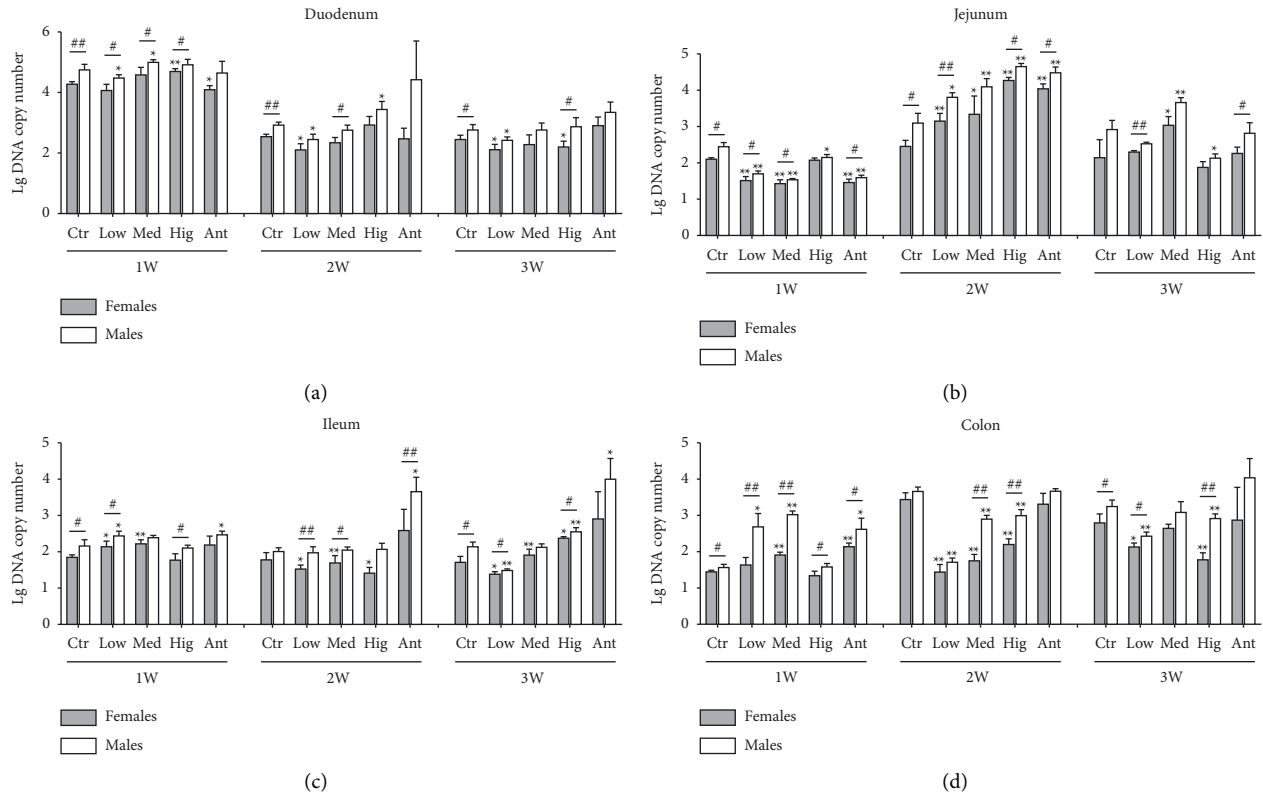 Duodenum
Lg DNA copy number
6
4
2
0
## # # # ## # # #
* * ** * * * * * * * *
Ctr Low Med Hig Ant Ctr Low Med Hig Ant Ctr Low Med Hig Ant
1W 2W 3W
Females
Males
(a)
Jejunum
Lg DNA copy number
5
4
3
2
1
0
# # # # # ## # # ## #
** ** ** ** * ** ** ** * * ** ** ** ** ** * ** *
Ctr Low Med Hig Ant Ctr Low Med Hig Ant Ctr Low Med Hig Ant
1W 2W 3W
Females
Males
(b)
Ileum
Lg DNA copy number
5
4
3
2
1
0
# # # ## # ## # # #
* * ** * * ** * * * ** ** * ** *
Ctr Low Med Hig Ant Ctr Low Med Hig Ant Ctr Low Med Hig Ant
1W 2W 3W
Females
Males
(c)
Colon
Lg DNA copy number
5
4
3
2
1
0
# ## ## # # ## ## # # ##
** ** ** ** * ** ** ** ** ** ** * ** ** **
Ctr Low Med Hig Ant Ctr Low Med Hig Ant Ctr Low Med Hig Ant
1W 2W 3W
Females
Males
(d)